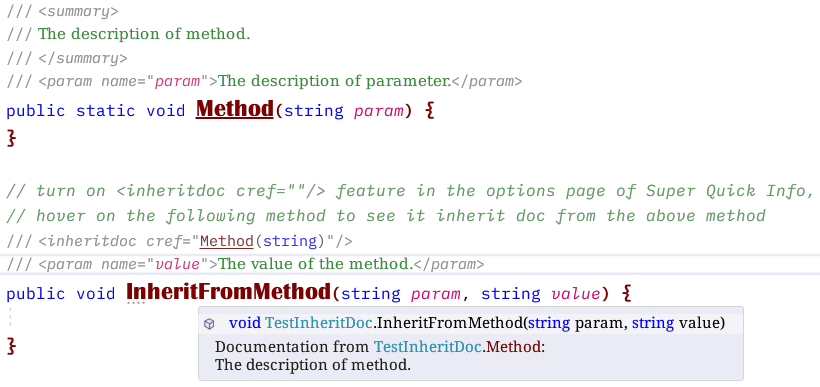 /// <summary>
/// The description of method.
/// </summary>
/// <param name="param">The description of parameter.</param>
public static void Method(string param) {
}
// turn on <inheritdoc cref=""/> feature in the options page of Super Quick Info,
// hover on the following method to see it inherit doc from the above method
/// <inheritdoc cref="Method(string)"/>
/// <param name="value">The value of the method.</param>
public void InheritFromMethod(string param, string value) {
void TestInheritDoc.InheritFromMethod(string param, string value)
}
Documentation from TestInheritDoc.Method:
The description of method.